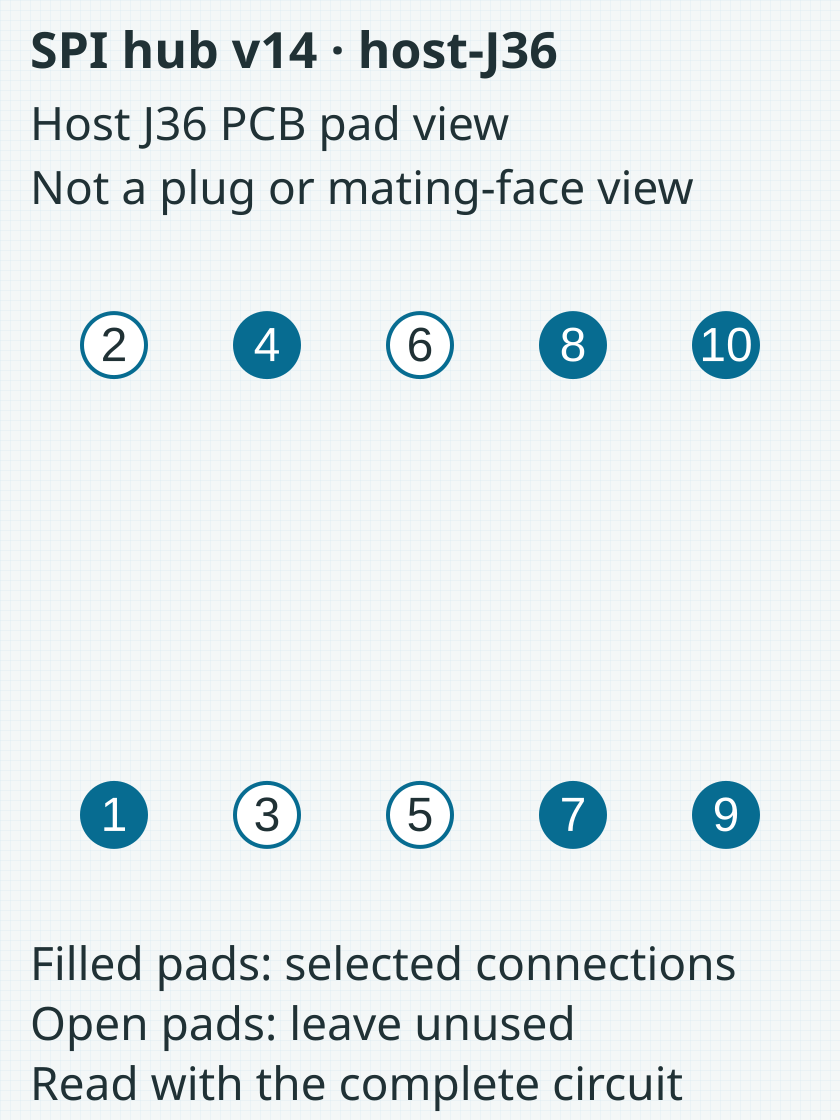 SPI hub v14 · host-J36
Host J36 PCB pad view
Not a plug or mating-face view
2 4 6 8 10
1 3 5 7 9
Filled pads: selected connections
Open pads: leave unused
Read with the complete circuit